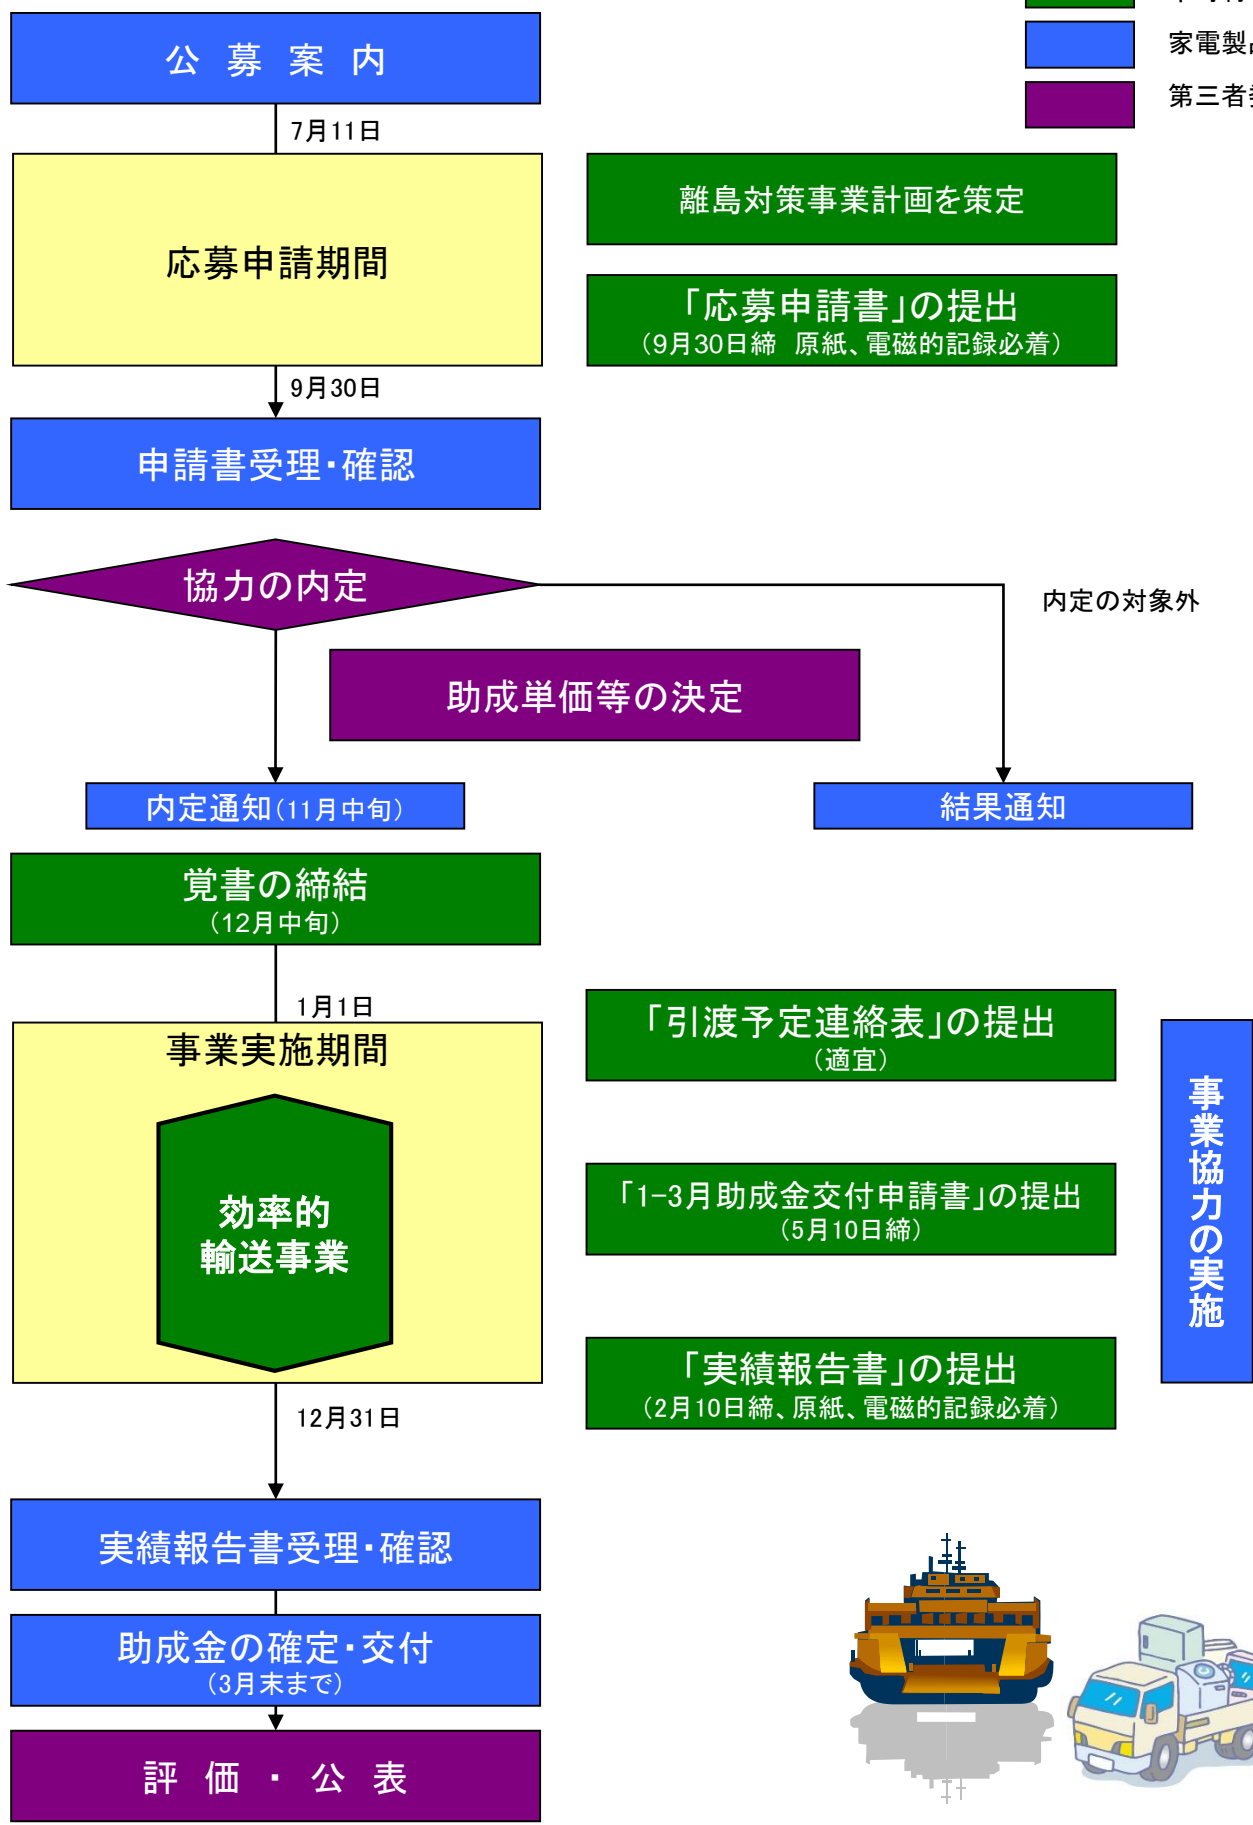 家電製品
第三者
公 募 案 内
7月11日
応募申請期間
離島対策事業計画を策定
「応募申請書」の提出
（9月30日締 原紙、電磁的記録必着）
9月30日
申請書受理・確認
協力の内定
内定の対象外
助成単価等の決定
内定通知（11月中旬）
結果通知
覚書の締結
（12月中旬）
1月1日
事業実施期間
効率的
輸送事業
「引渡予定連絡表」の提出
（適宜）
「1-3月助成金交付申請書」の提出
（5月10日締）
「実績報告書」の提出
（2月10日締、原紙、電磁的記録必着）
事業協力の実施
12月31日
実績報告書受理・確認
助成金の確定・交付
（3月末まで）
評 価 ・ 公 表